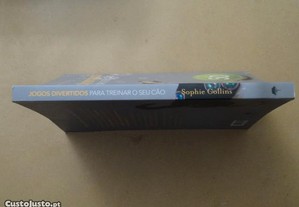 JOGOS DIVERTIDOS PARA TREINAR O SEU CÃO Sophie Collins
CustoJusto.pt